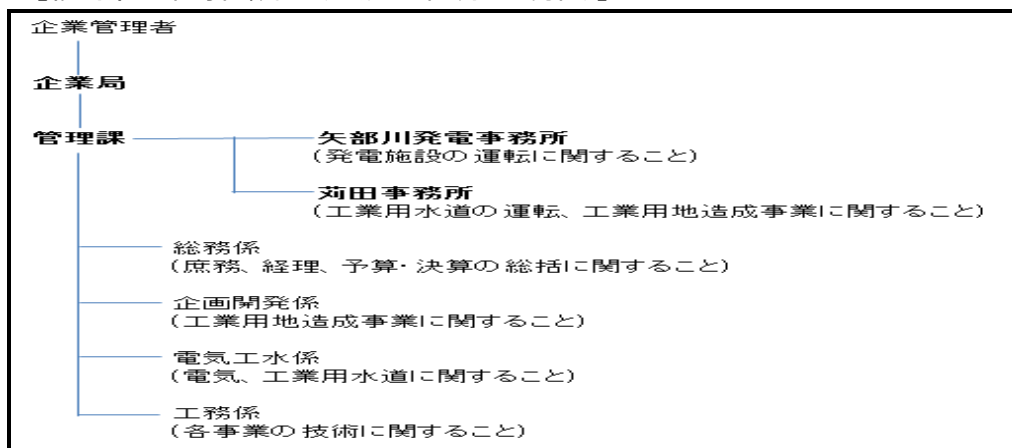 企業管理者
企業局
管理課
矢部川発電事務所
(発電施設の運転に関すること)
苅田事務所
(工業用水道の運転、工業用地造成事業に関すること)
総務係
(庶務、経理、予算・決算の総括に関すること)
企画開発係
(工業用地造成事業に関すること)
電気工水係
(電気、工業用水道に関すること)
工務係
(各事業の技術に関すること)